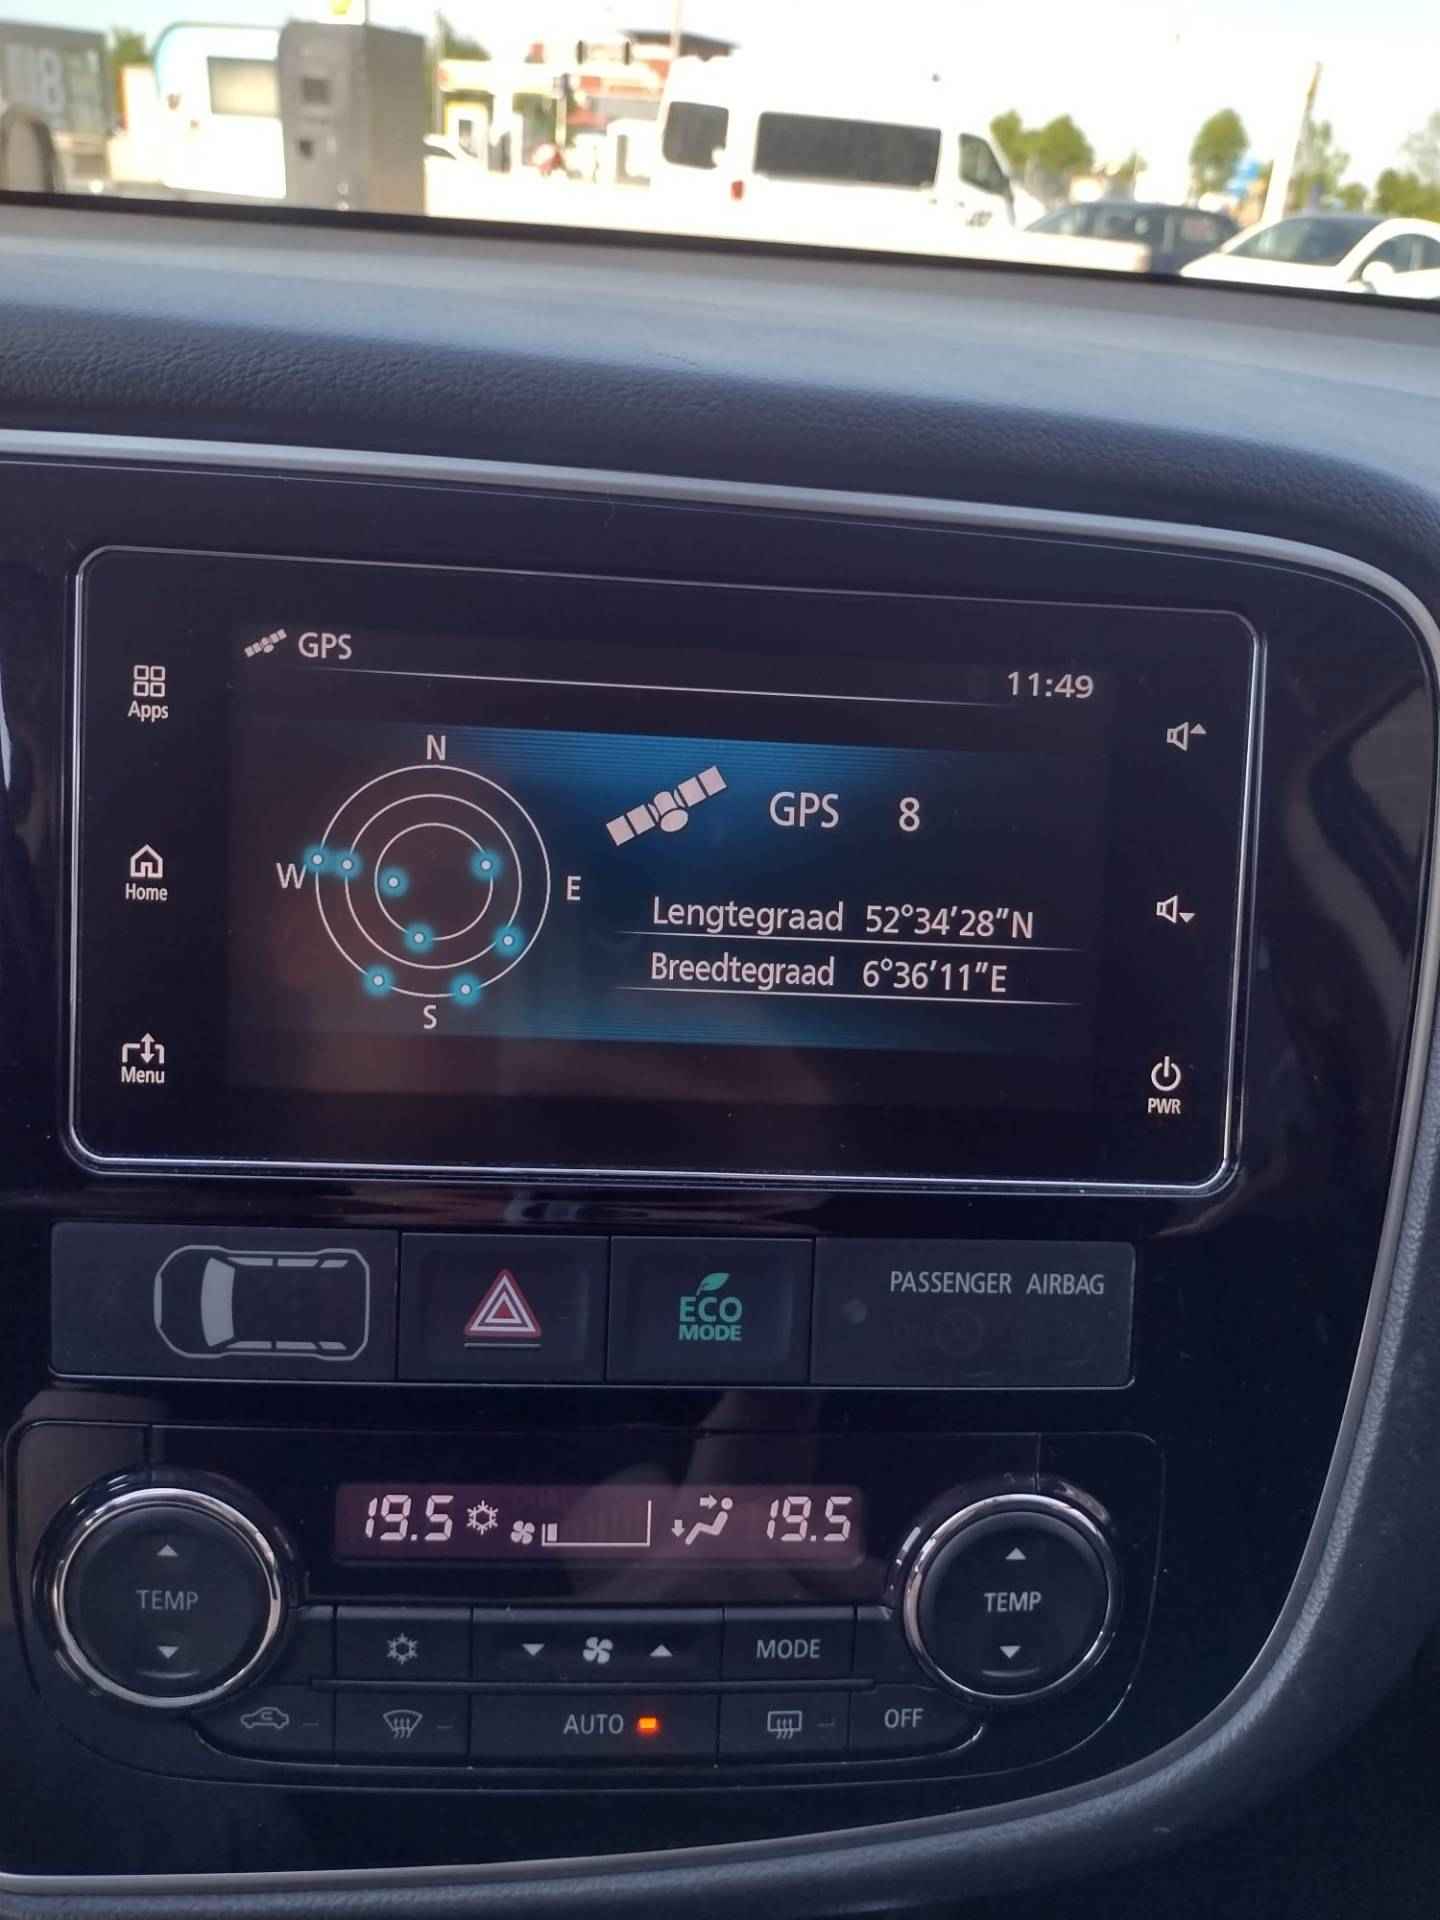 GPS
11:49
Apps
Home
Menu
N
W
E
S
GPS 8
Lengtegraad 52°34'28"N
Breedtegraad 6°36'11"E
PWR
ECO
MODE
PASSENGER AIRBAG
19.5 19.5
TEMP
TEMP
MODE
AUTO
OFF